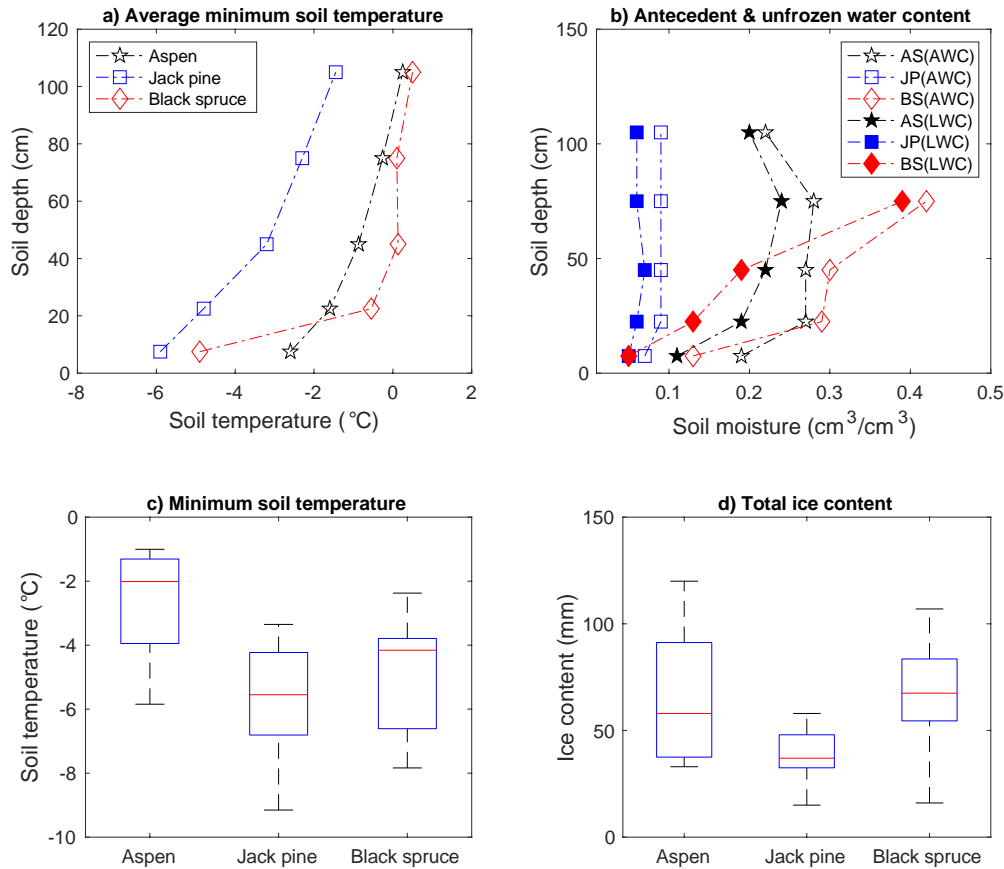 a) Average minimum soil temperature
120
100
80
60
40
20
0
-8
-6
-4
-2
0
2
Soil depth (cm)
Soil temperature (°C)
Aspen
Jack pine
Black spruce
b) Antecedent & unfrozen water content
150
100
50
0
0.1
0.2
0.3
0.4
0.5
Soil depth (cm)
Soil moisture (cm³/cm³)
AS(AWC)
JP(AWC)
BS(AWC)
AS(LWC)
JP(LWC)
BS(LWC)
c) Minimum soil temperature
0
-2
-4
-6
-8
-10
Soil temperature (°C)
Aspen
Jack pine
Black spruce
d) Total ice content
150
100
50
0
Ice content (mm)
Aspen
Jack pine
Black spruce